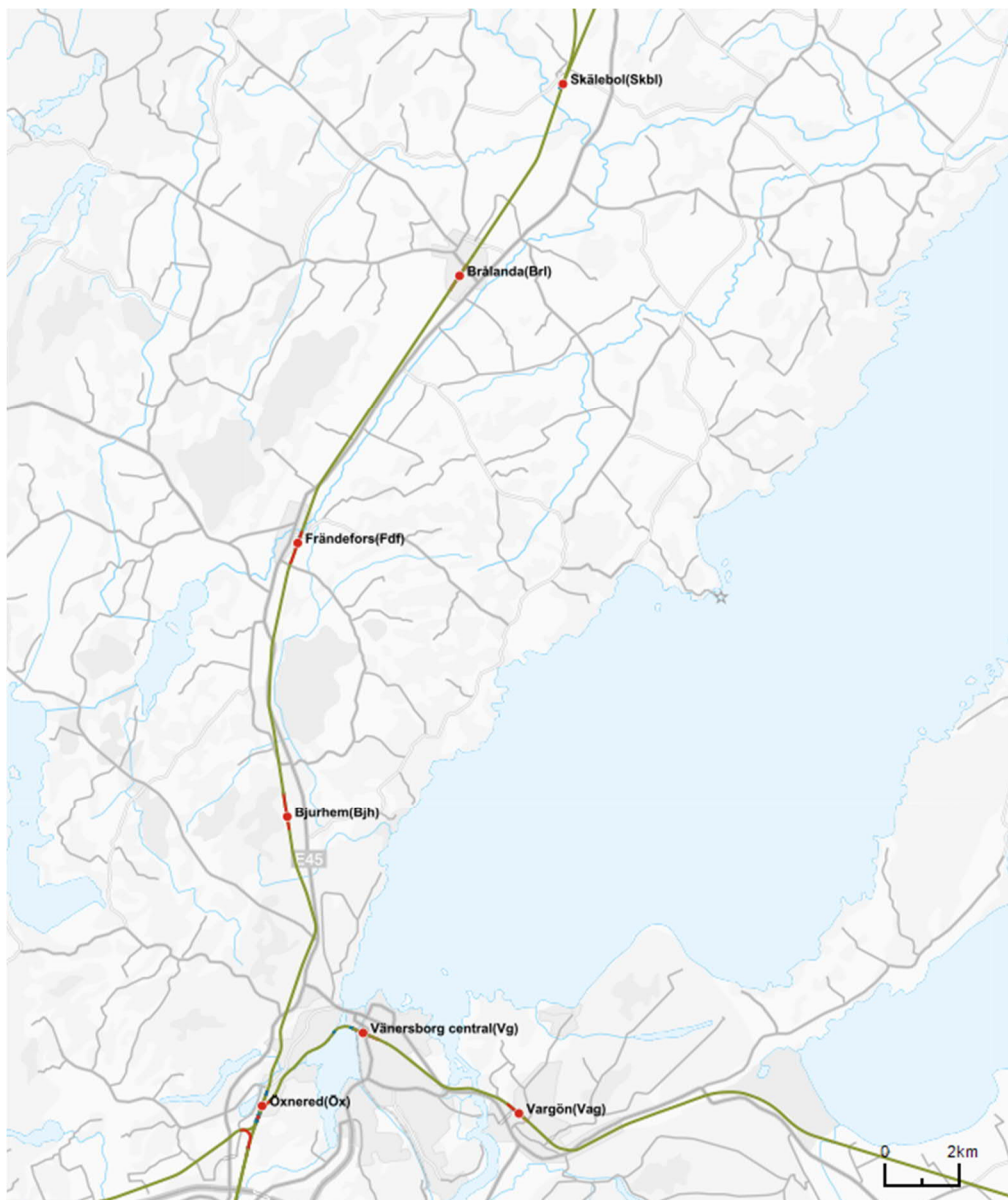 Skälebol(Skbl)
Brålanda(Brl)
Frändefors(Fdf)
Bjurhem(Bjh)
E45
Vänersborg central(Vg)
Öxnered(Öx)
Vargön(Vag)
0 2km